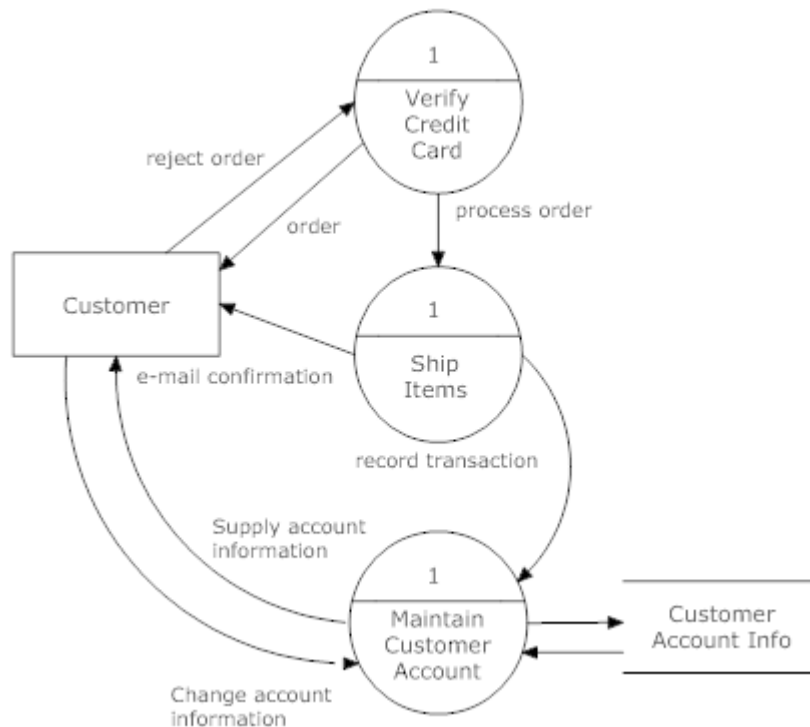 1
Verify
Credit
Card
reject order
order
process order
Customer
1
Ship
Items
e-mail confirmation
record transaction
Supply account
information
1
Maintain
Customer
Account
Customer
Account Info
Change account
information